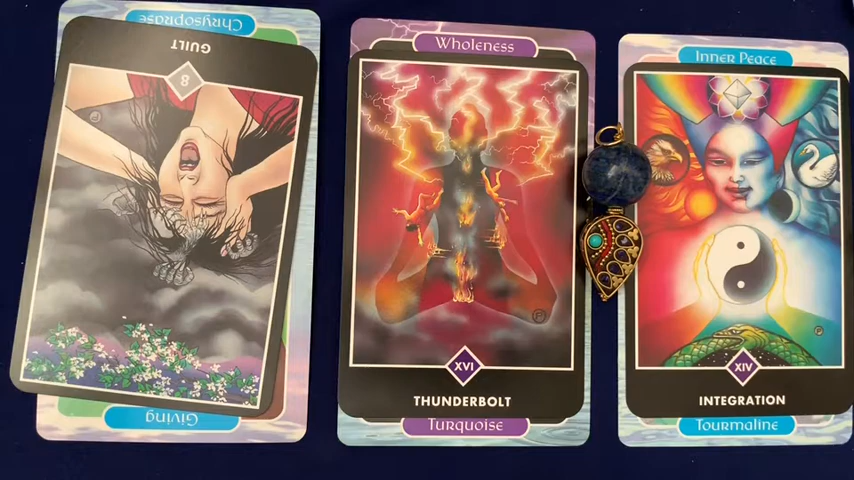 Chrysoprase
GUILT
8
Giving
Wholeness
XVI
THUNDERBOLT
Turquoise
Inner Peace
XIV
INTEGRATION
Tourmaline